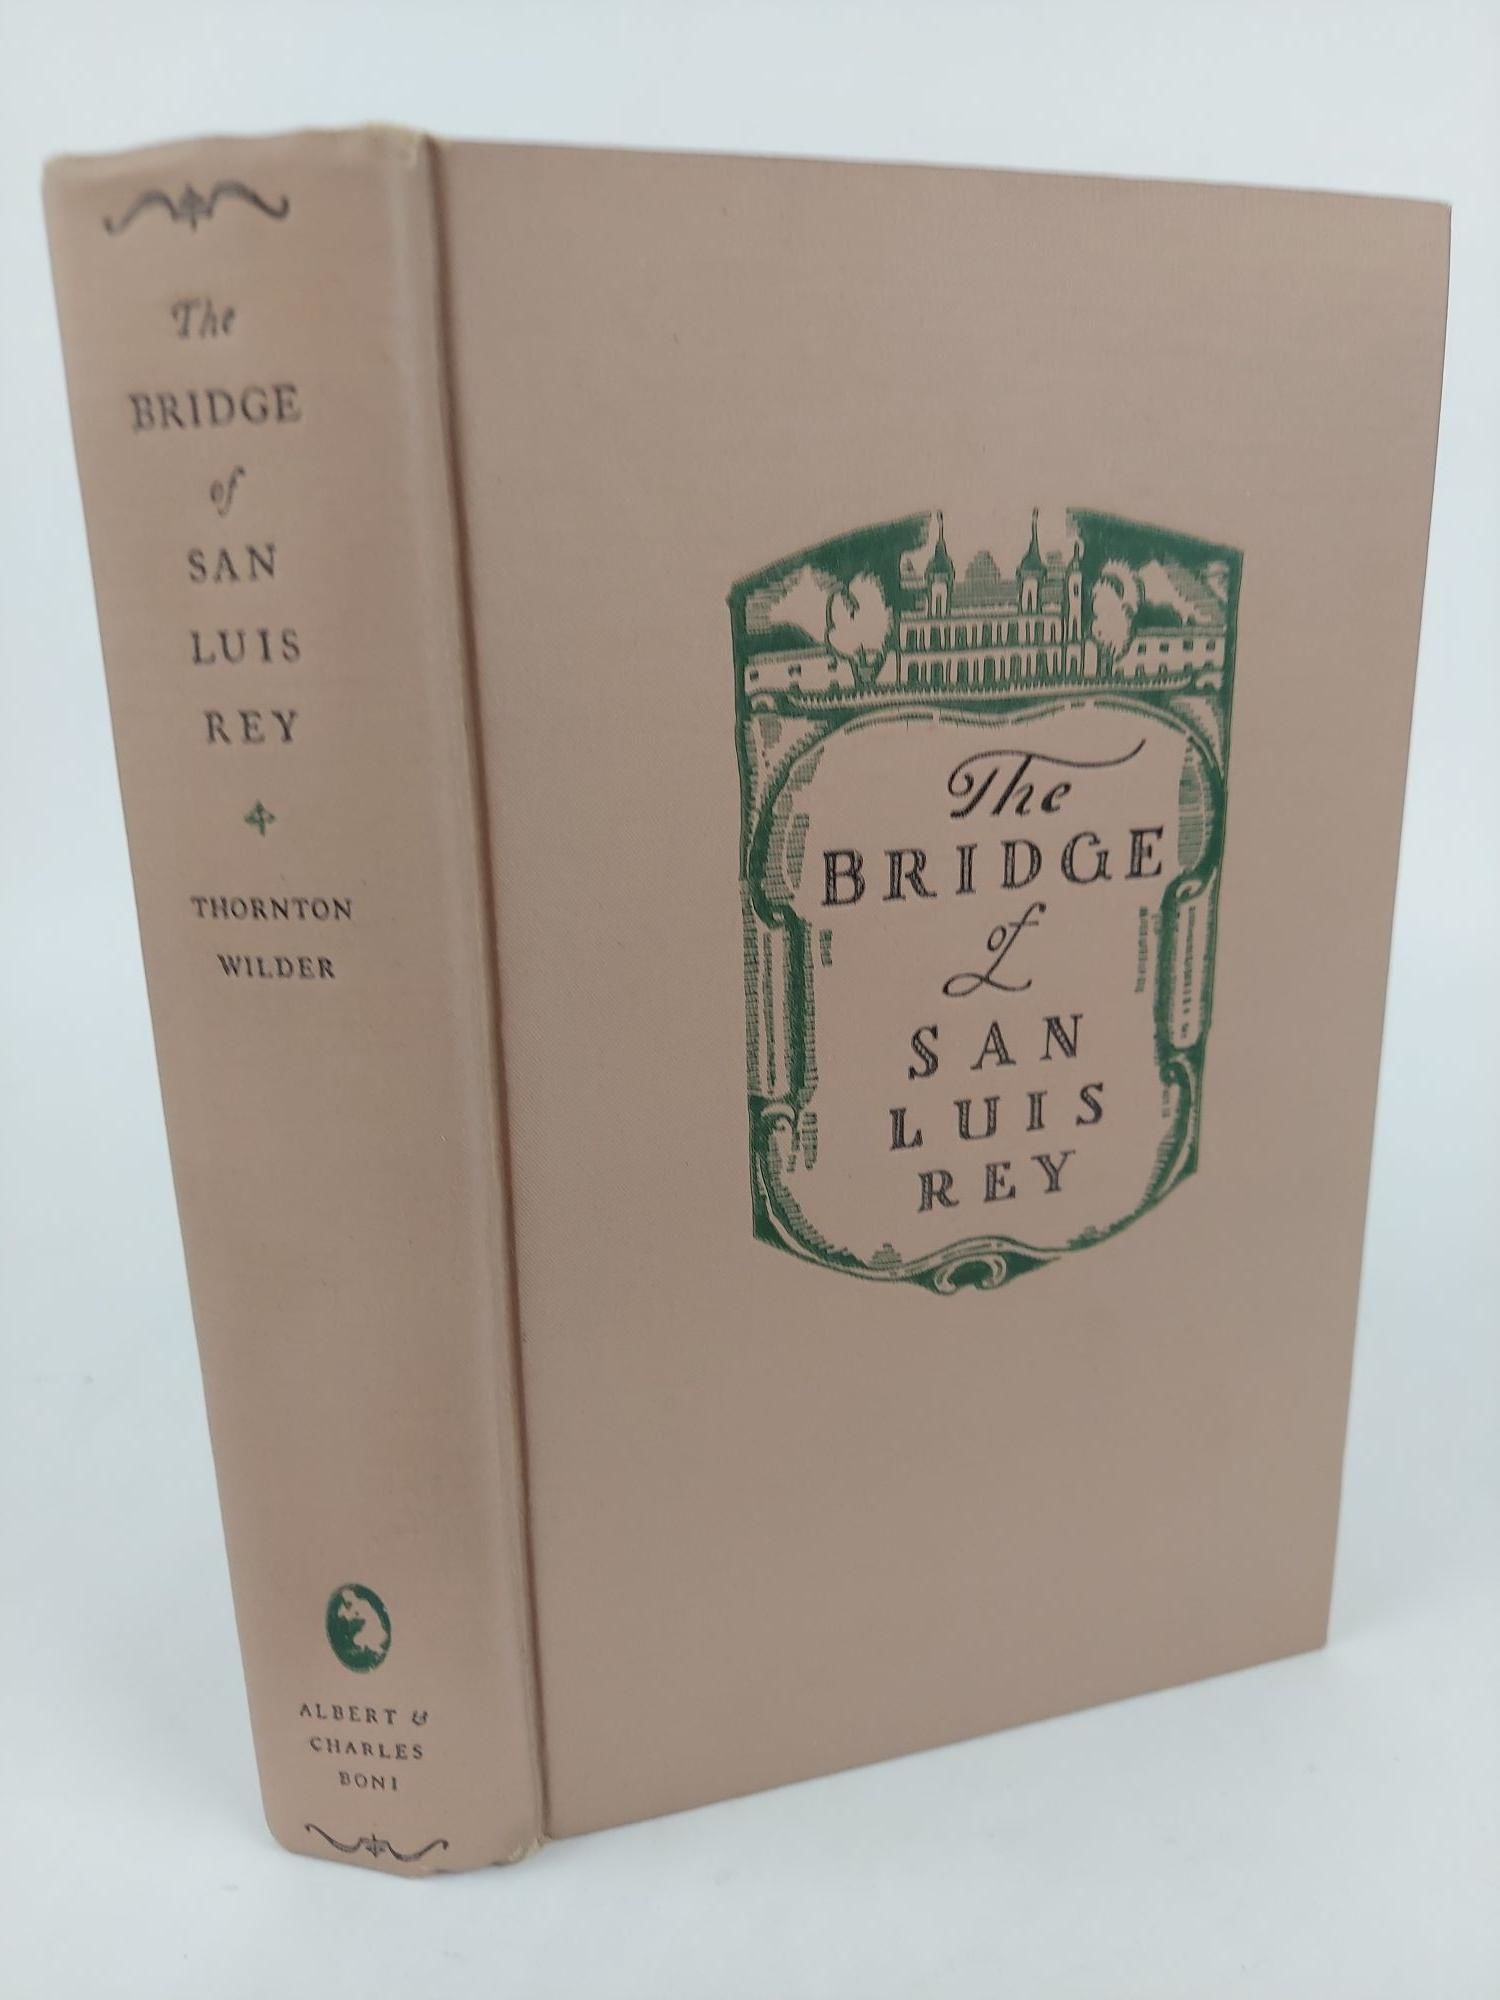 The
BRIDGE
of
SAN
LUIS
REY
THORNTON
WILDER
ALBERT &
CHARLES
BONI
The
BRIDGE
of
SAN
LUIS
REY